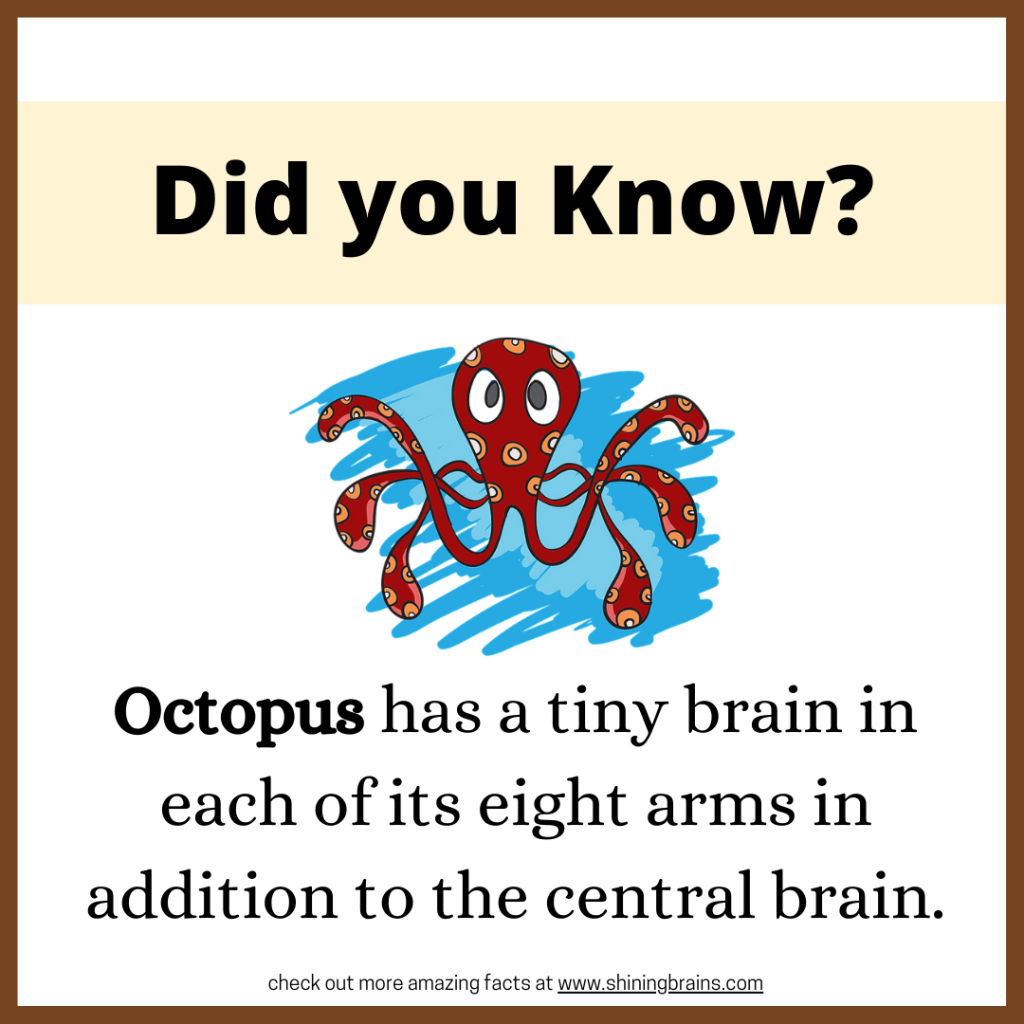 Did you Know?
Octopus has a tiny brain in
each of its eight arms in
addition to the central brain.
check out more amazing facts at www.shiningbrains.com